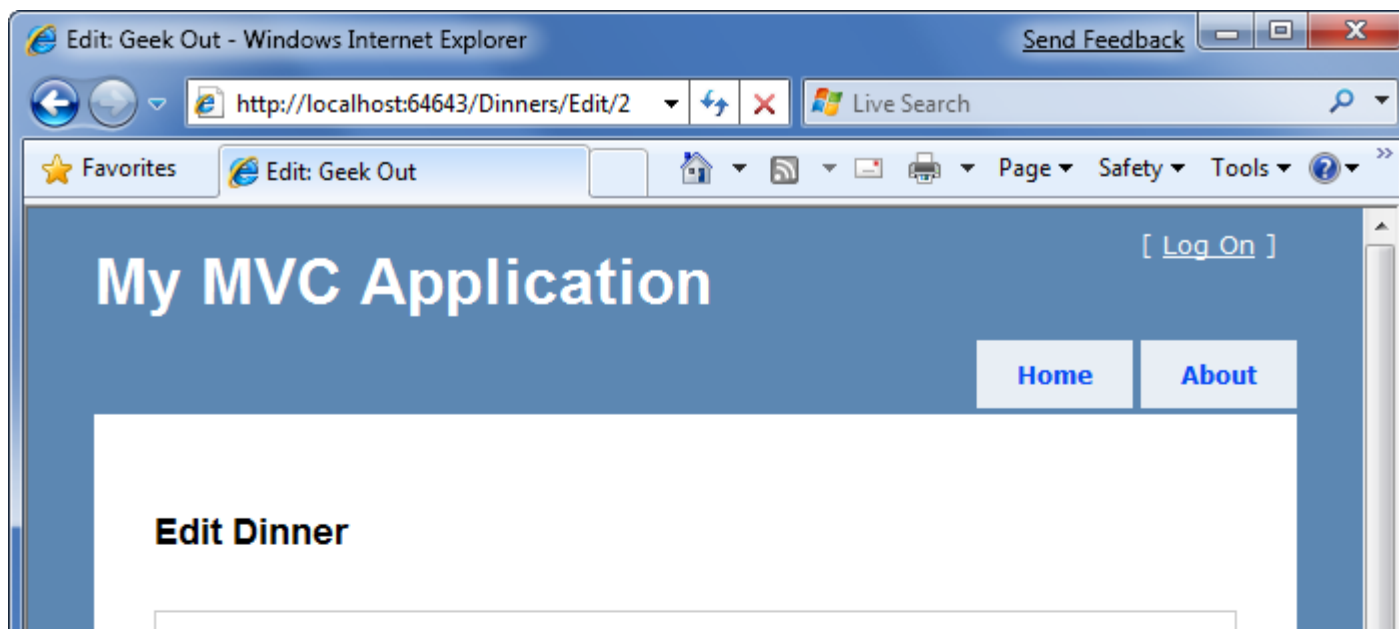 Edit: Geek Out - Windows Internet Explorer Send Feedback
http://localhost:64643/Dinners/Edit/2 Live Search
Favorites Edit: Geek Out Page Safety Tools
[ Log On ]
My MVC Application
Home About
Edit Dinner